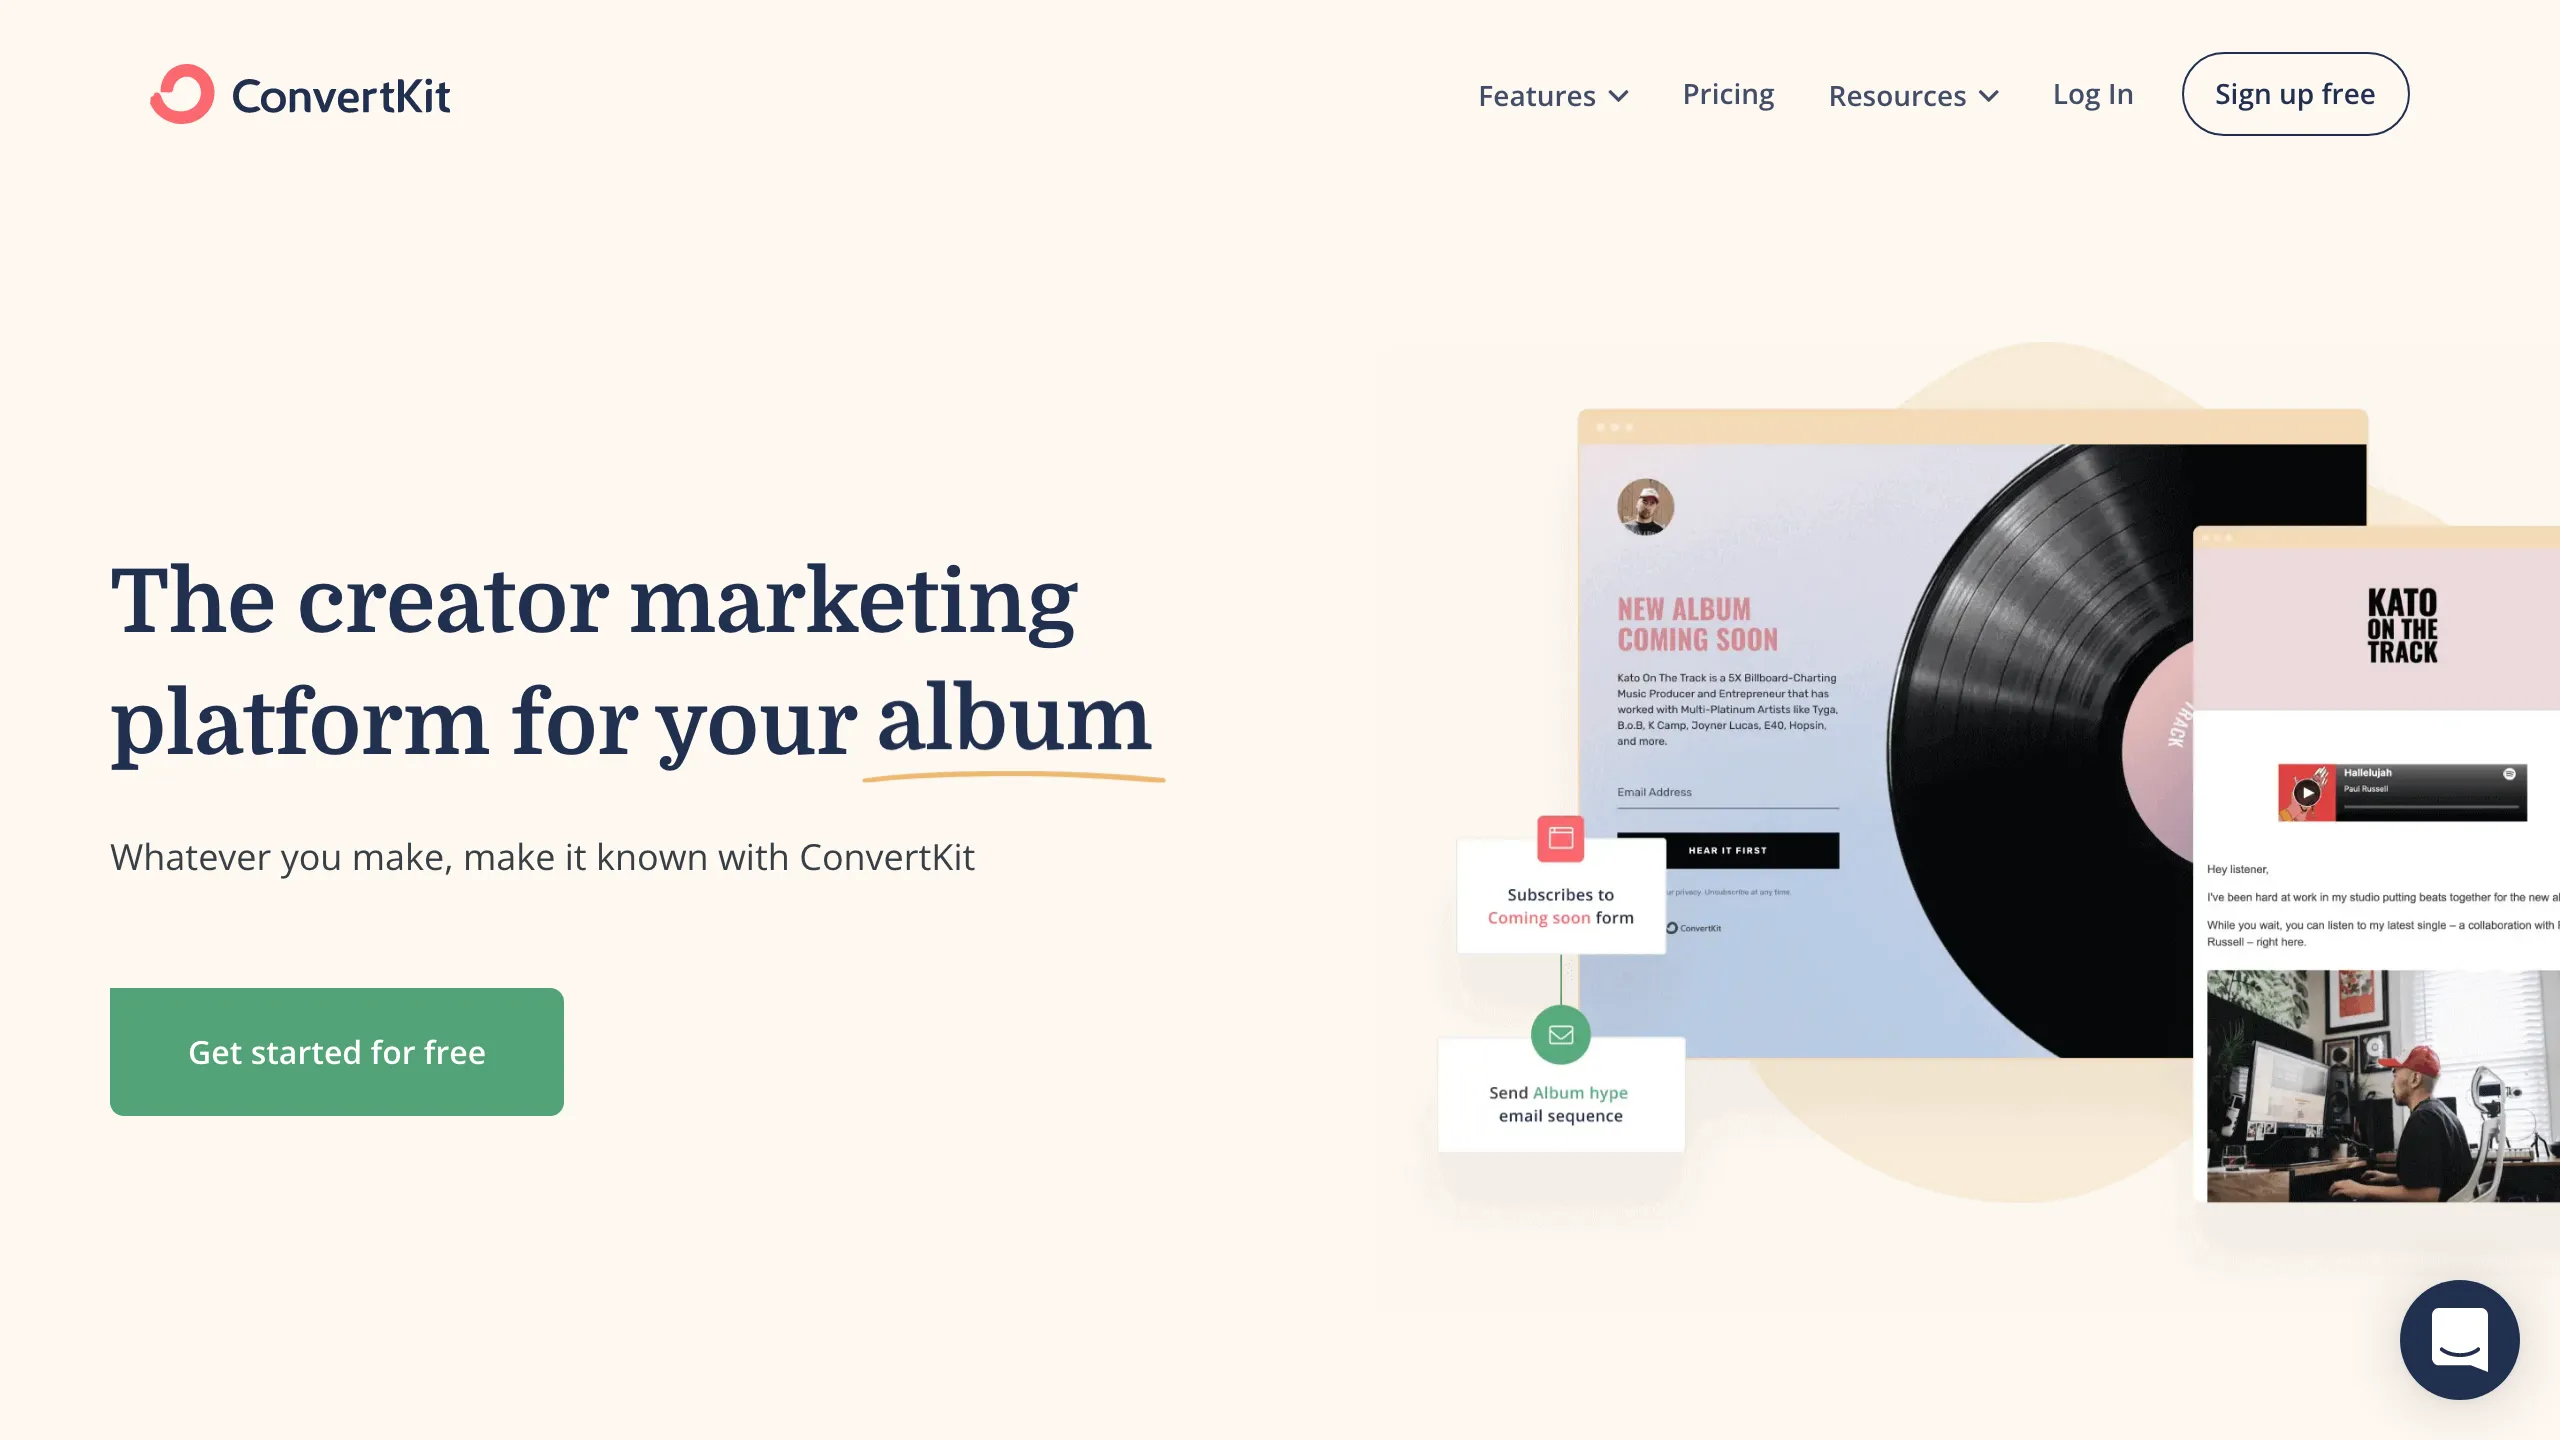 ConvertKit
Features
Pricing
Resources
Log In
Sign up free
The creator marketing
platform for your album
Whatever you make, make it known with ConvertKit
Get started for free
NEW ALBUM
COMING SOON
Kato On The Track is a 5X Billboard-Charting
Music Producer and Entrepreneur that has
worked with Multi-Platinum Artists like Tyga,
B.o.B, K Camp, Joyner Lucas, E40, Hopsin,
and more.
Email Address
HEAR IT FIRST
ur privacy. Unsubscribe at any time.
ConvertKit
Subscribes to
Coming soon form
Send Album hype
email sequence
TRACK
KATO
ON THE
TRACK
Hallelujah
Paul Russell
Hey listener,
I've been hard at work in my studio putting beats together for the new al
While you wait, you can listen to my latest single – a collaboration with
Russell – right here.